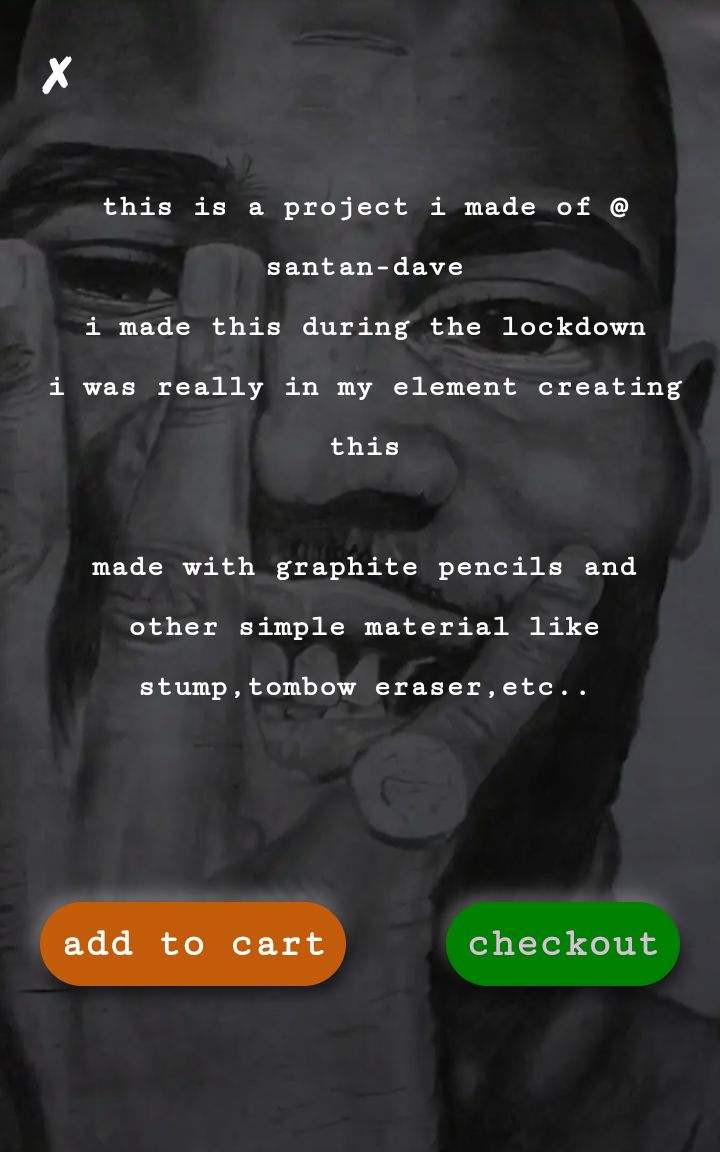 ✗
this is a project i made of @
santan-dave
i made this during the lockdown
i was really in my element creating
this
made with graphite pencils and
other simple material like
stump,tombow eraser,etc..
add to cart
checkout